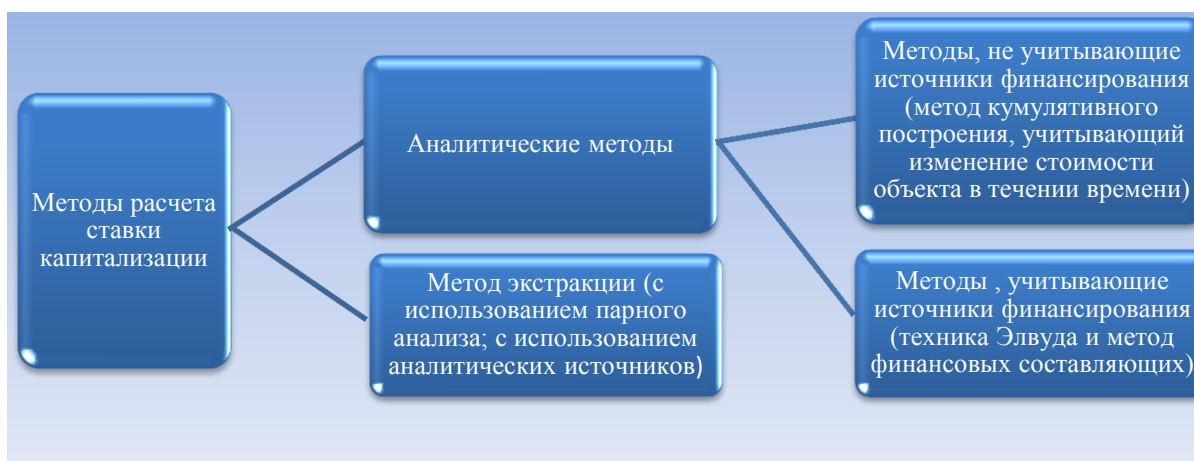 Методы расчета
ставки
капитализации
Аналитические методы
Метод экстракции (с
использованием парного
анализа; с использованием
аналитических источников)
Методы, не учитывающие
источники финансирования
(метод кумулятивного
построения, учитывающий
изменение стоимости
объекта в течении времени)
Методы , учитывающие
источники финансирования
(техника Элвуда и метод
финансовых составляющих)